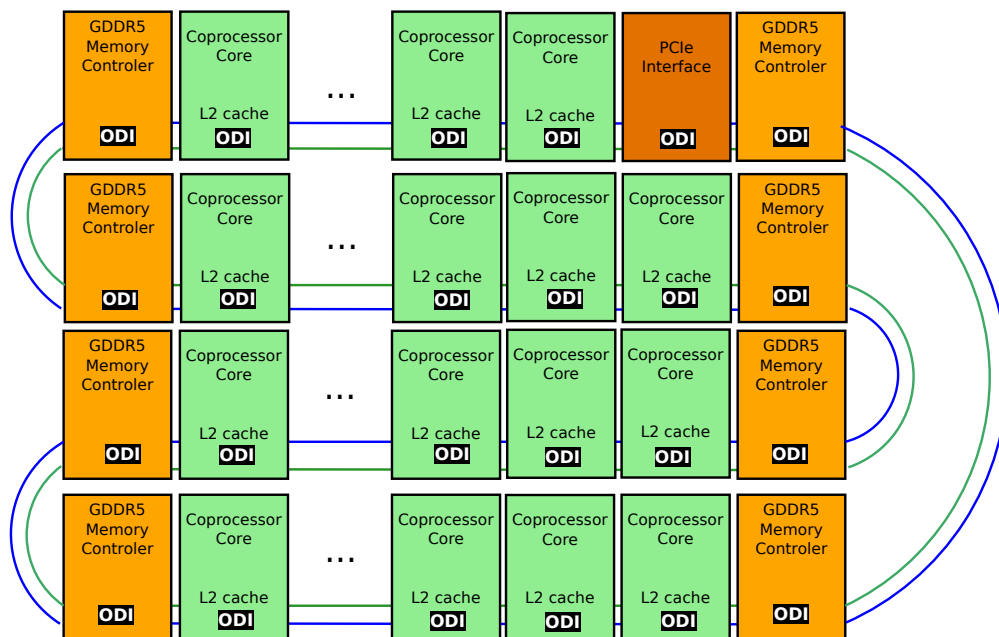 GDDR5
Memory
Controler
ODI
Coprocessor
Core
L2 cache
ODI
...
Coprocessor
Core
L2 cache
ODI
Coprocessor
Core
L2 cache
ODI
PCIe
Interface
ODI
GDDR5
Memory
Controler
ODI
GDDR5
Memory
Controler
ODI
Coprocessor
Core
L2 cache
ODI
...
Coprocessor
Core
L2 cache
ODI
Coprocessor
Core
L2 cache
ODI
Coprocessor
Core
L2 cache
ODI
GDDR5
Memory
Controler
ODI
GDDR5
Memory
Controler
ODI
Coprocessor
Core
L2 cache
ODI
...
Coprocessor
Core
L2 cache
ODI
Coprocessor
Core
L2 cache
ODI
Coprocessor
Core
L2 cache
ODI
GDDR5
Memory
Controler
ODI
GDDR5
Memory
Controler
ODI
Coprocessor
Core
L2 cache
ODI
...
Coprocessor
Core
L2 cache
ODI
Coprocessor
Core
L2 cache
ODI
Coprocessor
Core
L2 cache
ODI
GDDR5
Memory
Controler
ODI